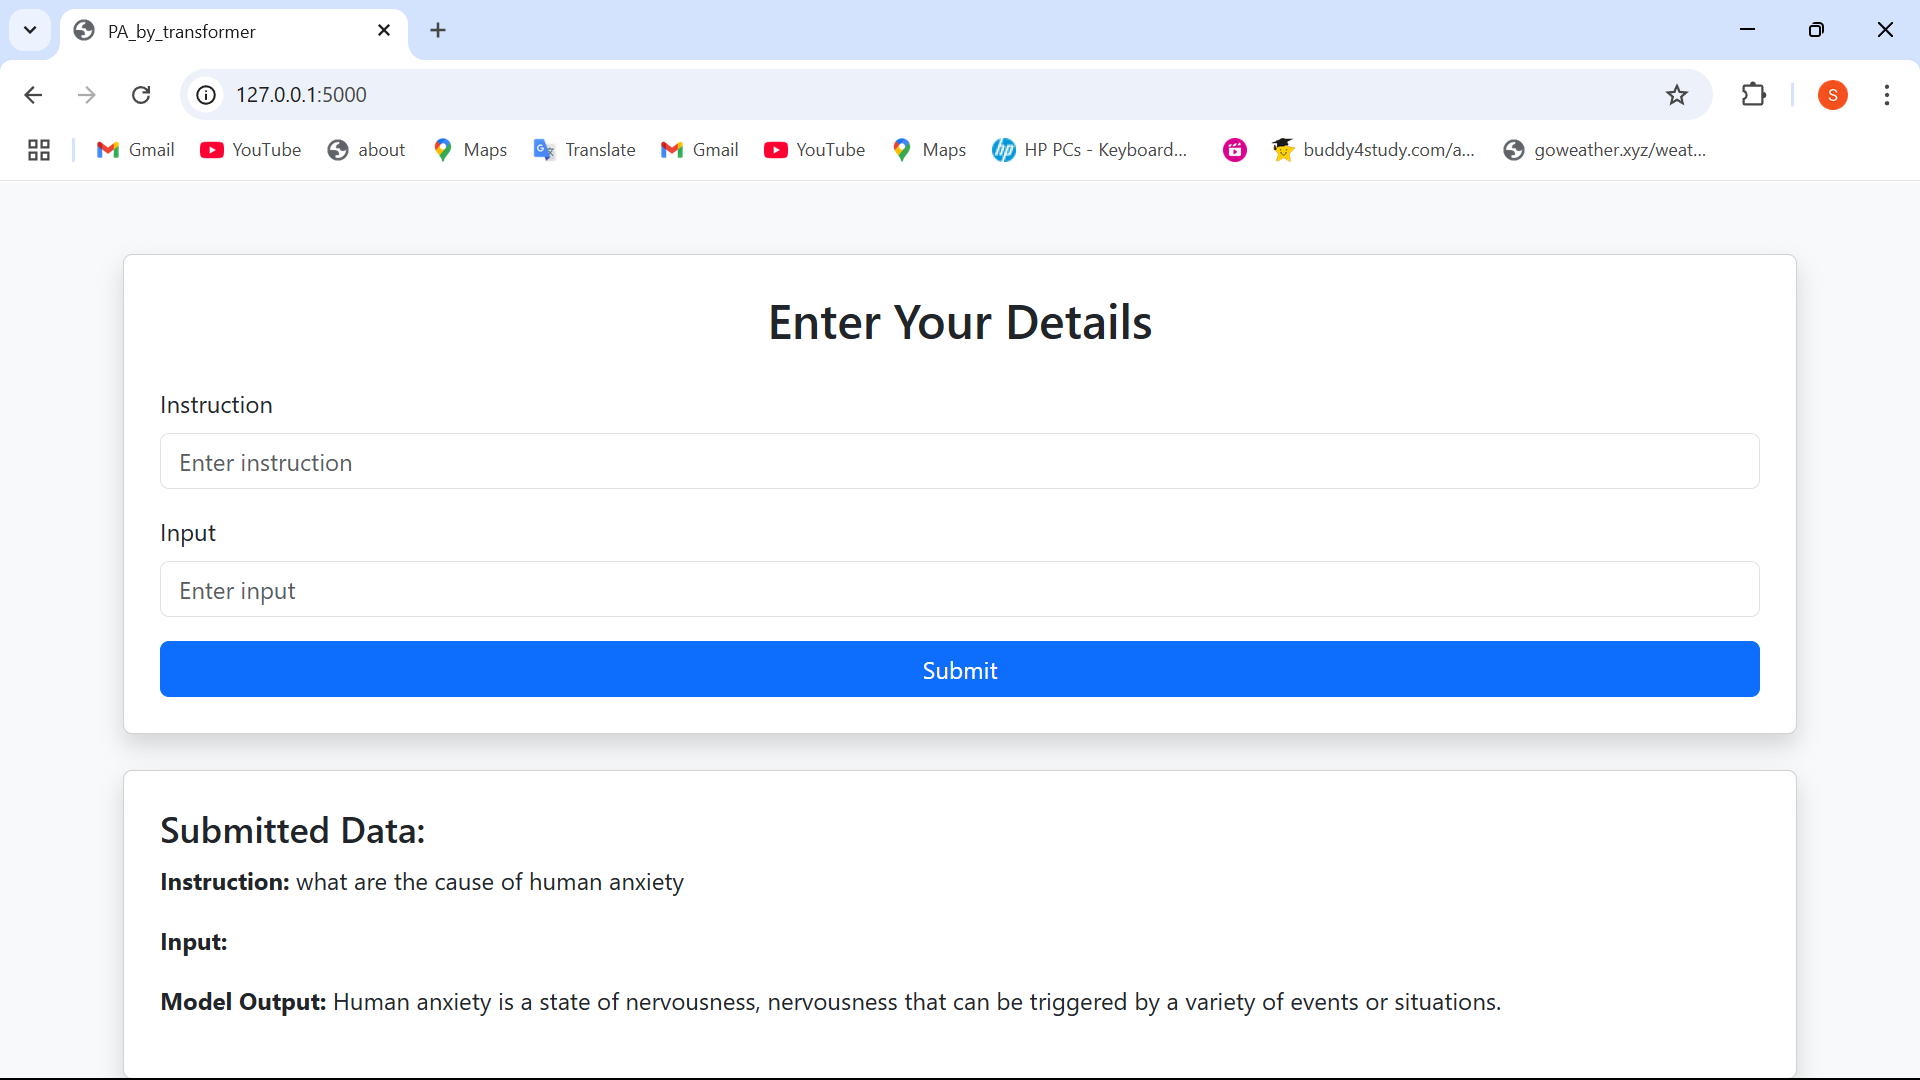 PA_by_transformer
127.0.0.1:5000
Gmail YouTube about Maps Translate Gmail YouTube Maps HP PCs - Keyboard... buddy4study.com/a... goweather.xyz/weat...
S
Enter Your Details
Instruction
Enter instruction
Input
Enter input
Submit
Submitted Data:
Instruction: what are the cause of human anxiety
Input:
Model Output: Human anxiety is a state of nervousness, nervousness that can be triggered by a variety of events or situations.